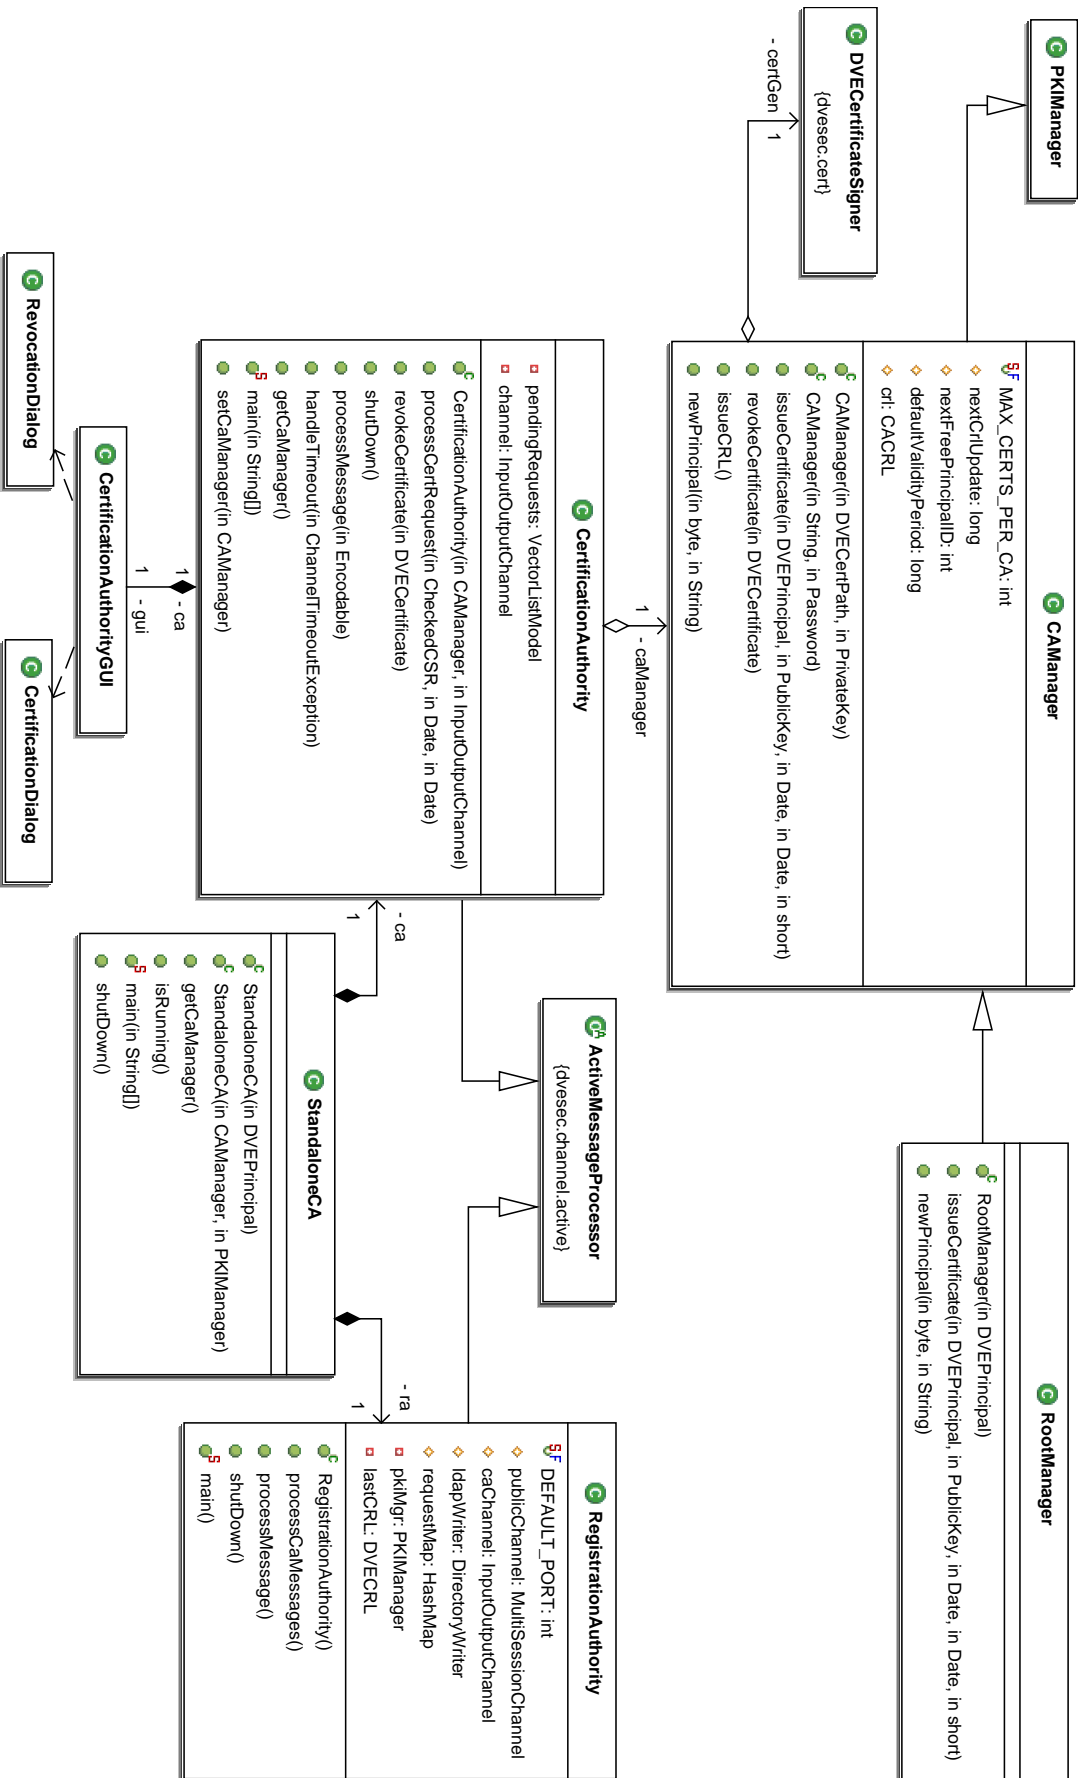 PKIManager
DVECertificateSigner
{dvesec.cert}
- certGen
1
CAManager
MAX_CERTS_PER_CA: int
nextCrlUpdate: long
nextFreePrincipalID: int
defaultValidityPeriod: long
crl: CACRL
CAManager(in DVECertPath, in PrivateKey)
CAManager(in String, in Password)
issueCertificate(in DVEPrincipal, in PublicKey, in Date, in Date, in short)
revokeCertificate(in DVECertificate)
issueCRL()
newPrincipal(in byte, in String)
RootManager
RootManager(in DVEPrincipal)
issueCertificate(in DVEPrincipal, in PublicKey, in Date, in Date, in short)
newPrincipal(in byte, in String)
1
- caManager
CertificationAuthority
pendingRequests: VectorListModel
channel: InputOutputChannel
CertificationAuthority(in CAManager, in InputOutputChannel)
processCertRequest(in CheckedCSR, in Date, in Date)
revokeCertificate(in DVECertificate)
shutDown()
processMessage(in Encodable)
handleTimeout(in ChannelTimeoutException)
getCaManager()
main(in String[])
setCaManager(in CAManager)
ActiveMessageProcessor
{dvesec.channel.active}
- ca
1
StandaloneCA
StandaloneCA(in DVEPrincipal)
StandaloneCA(in CAManager, in PKIManager)
getCaManager()
isRunning()
main(in String[])
shutDown()
- ra
1
RegistrationAuthority
DEFAULT_PORT: int
publicChannel: MultiSessionChannel
caChannel: InputOutputChannel
ldapWriter: DirectoryWriter
requestMap: HashMap
pkiMgr: PKIManager
lastCRL: DVECRL
RegistrationAuthority()
processCaMessages()
processMessage()
shutDown()
main()
1
- ca
1
- gui
CertificationAuthorityGUI
RevocationDialog
CertificationDialog